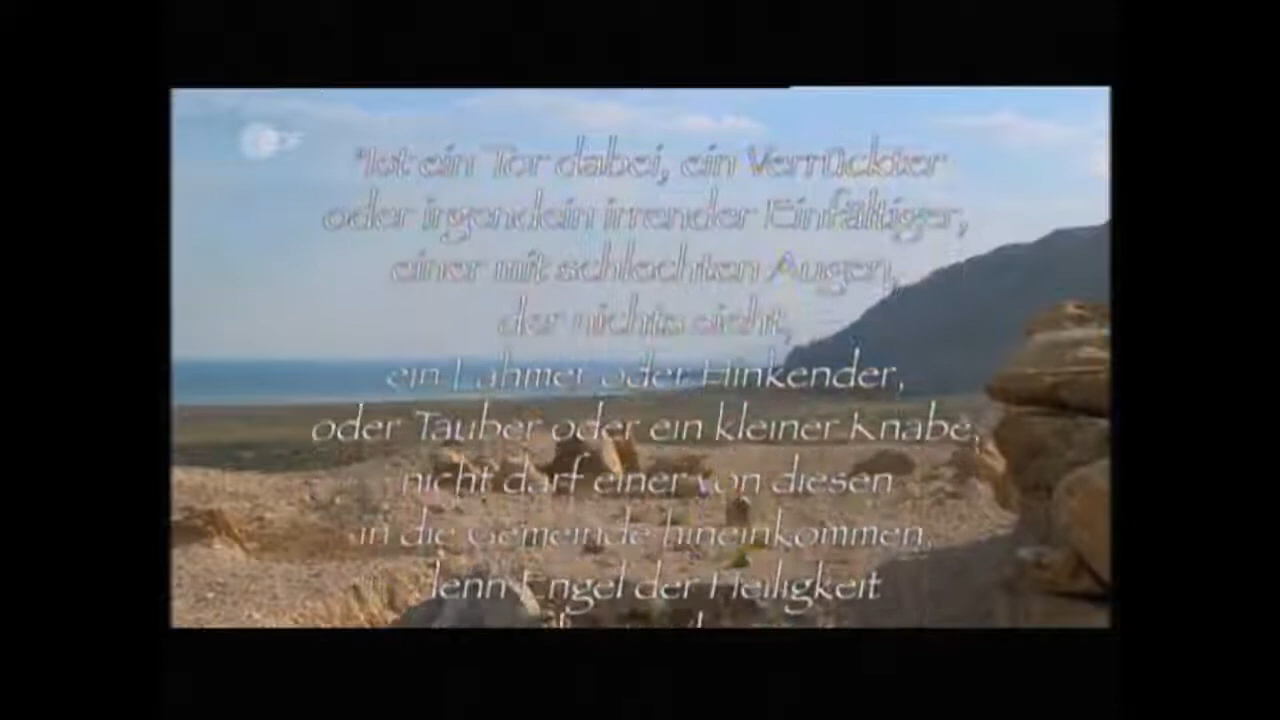 "Ist ein Tor dabei, ein Verrückter
oder irgendein irrender Einfältiger,
einer mit schlechten Augen,
der nichts sieht,
ein Lahmer oder Hinkender,
oder Tauber oder ein kleiner Knabe,
nicht darf einer von diesen
in die Gemeinde hineinkommen,
denn Engel der Heiligkeit